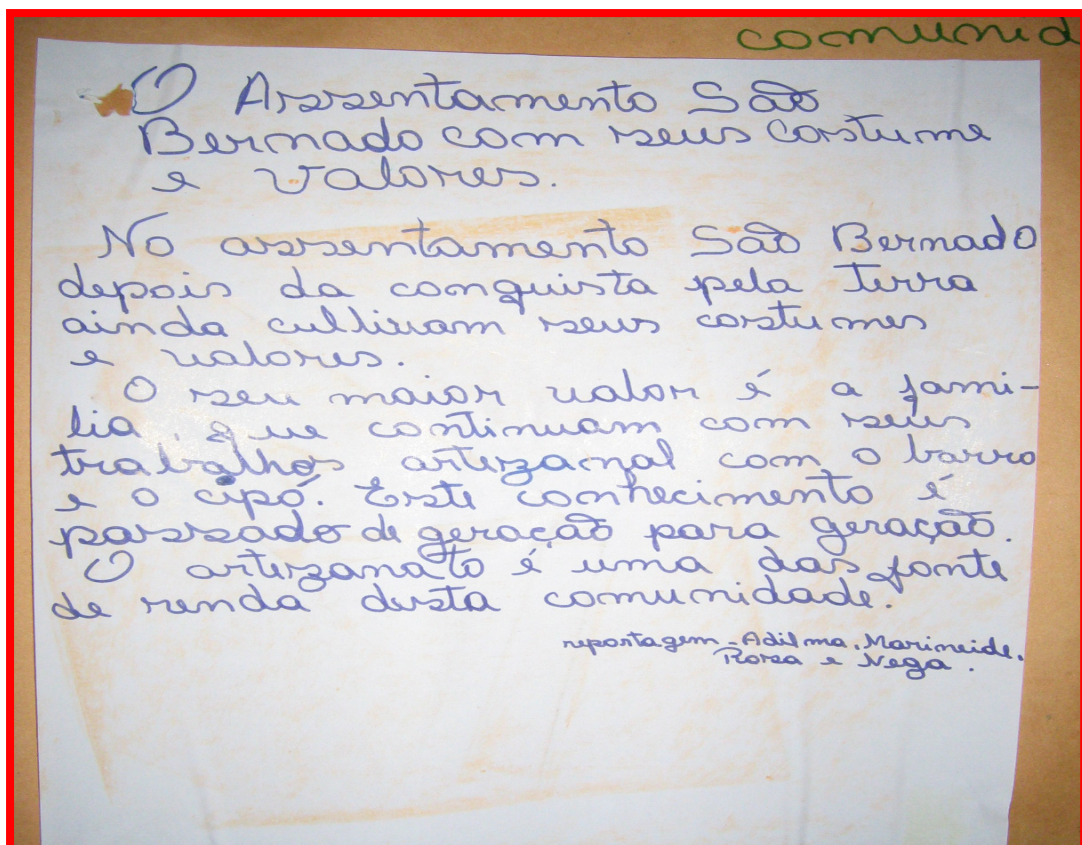 comunid
O Assentamento São
Bernado com seus costume
e valores.
No assentamento São Bernado
depois da conquista pela terra
ainda cultivam seus costumes
e valores.
O seu maior valor é a fami-
lia, que continuam com seus
trabalhos artezanal com o barro
e o cipó. Este conhecimento é
passado de geração para geração.
O artezanato é uma das fonte
de renda desta comunidade.
reportagem - Adilma, Marineide,
Rosa e Nega.